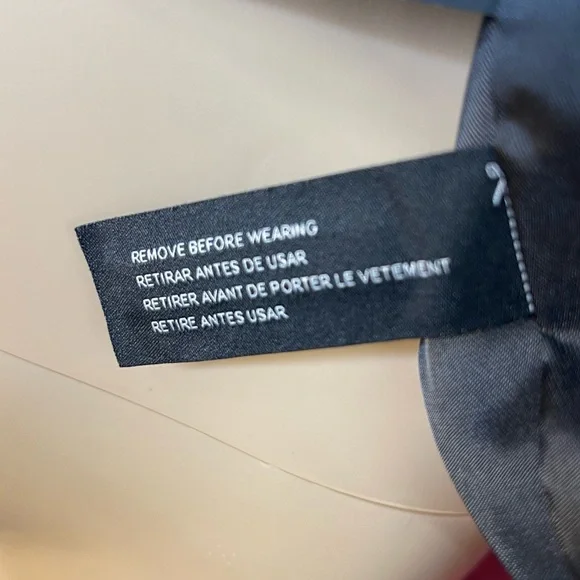 REMOVE BEFORE WEARING
RETIRAR ANTES DE USAR
RETIRER AVANT DE PORTER LE VETEMENT
RETIRE ANTES USAR